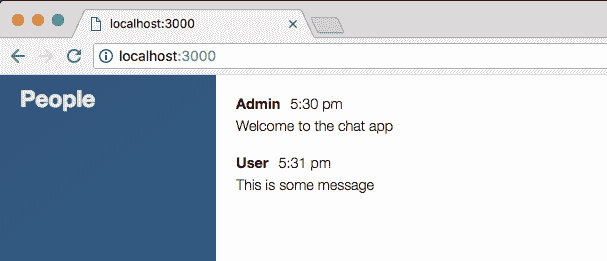 localhost:3000
localhost:3000
People
Admin 5:30 pm
Welcome to the chat app
User 5:31 pm
This is some message